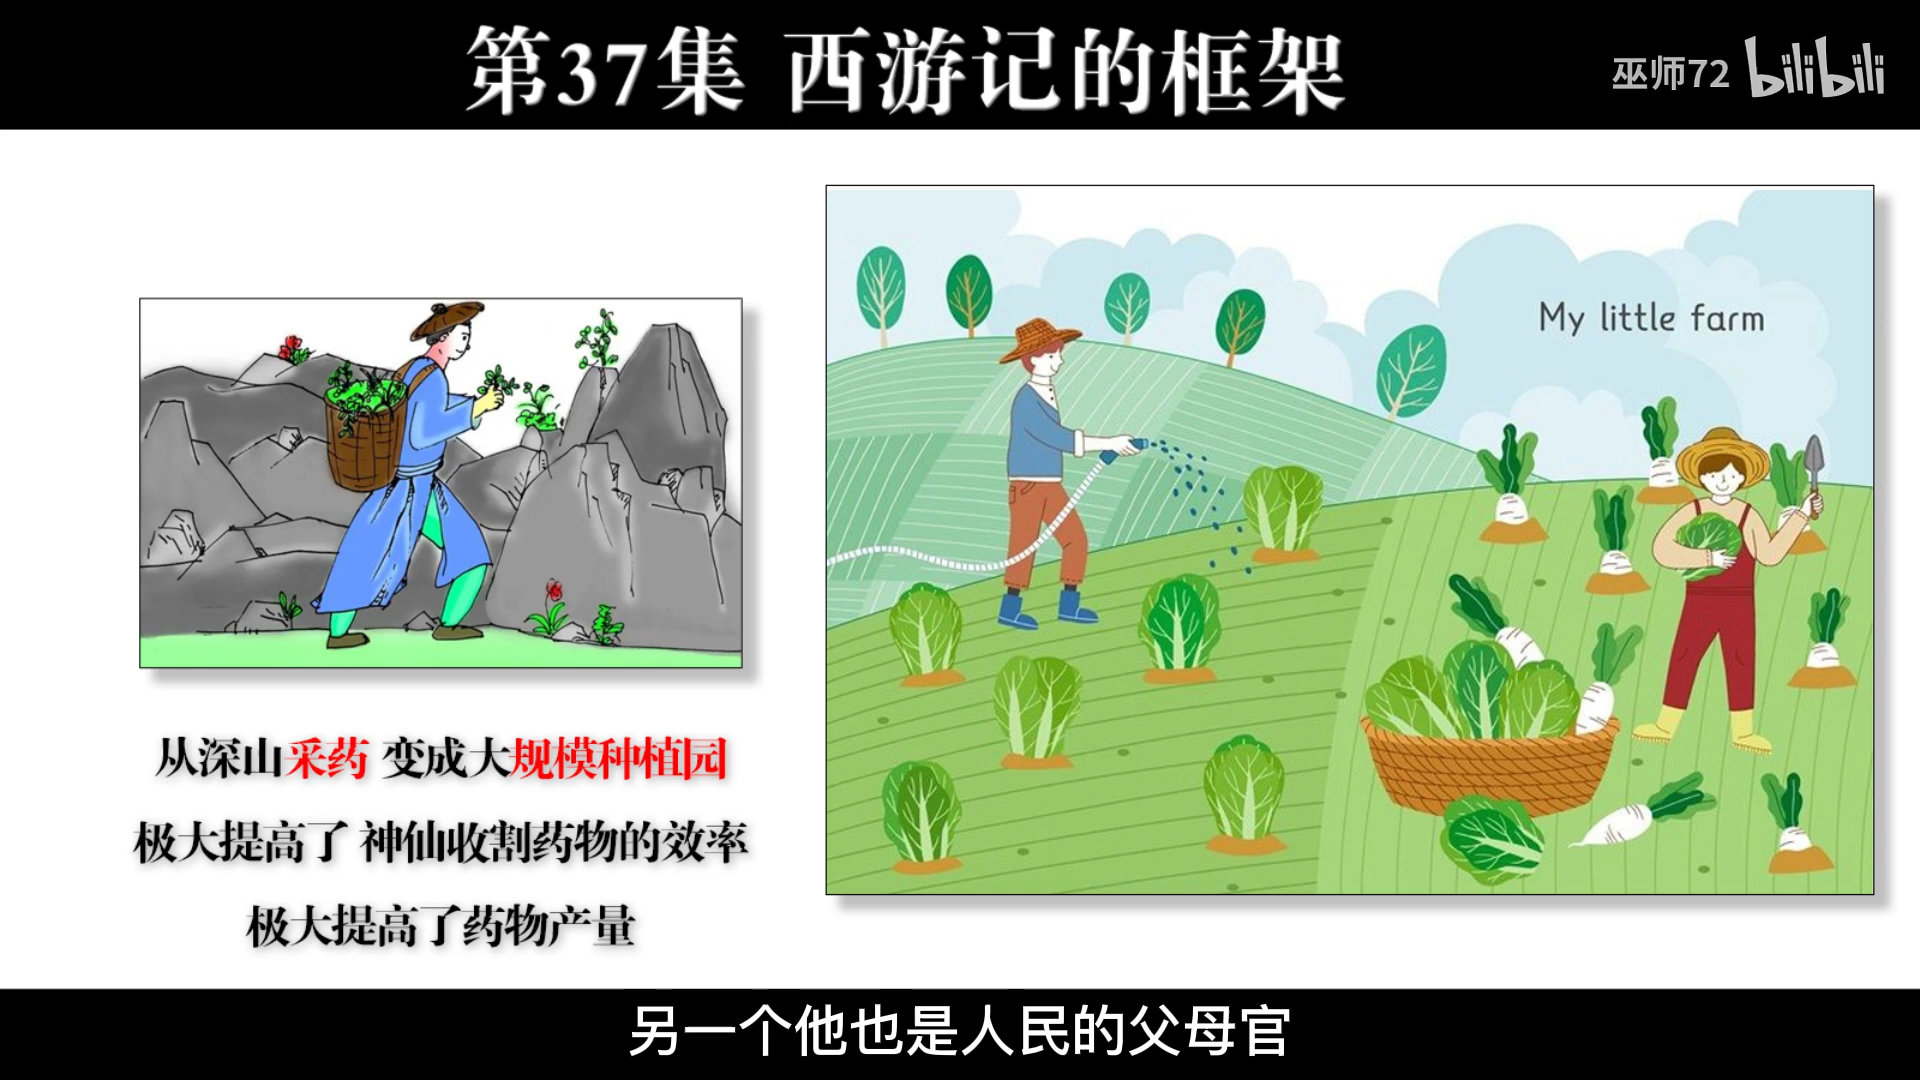 第37集 西游记的框架
巫师72 bilibili
My little farm
从深山采药 变成大规模种植园
极大提高了 神仙收割药物的效率
极大提高了药物产量
另一个他也是人民的父母官